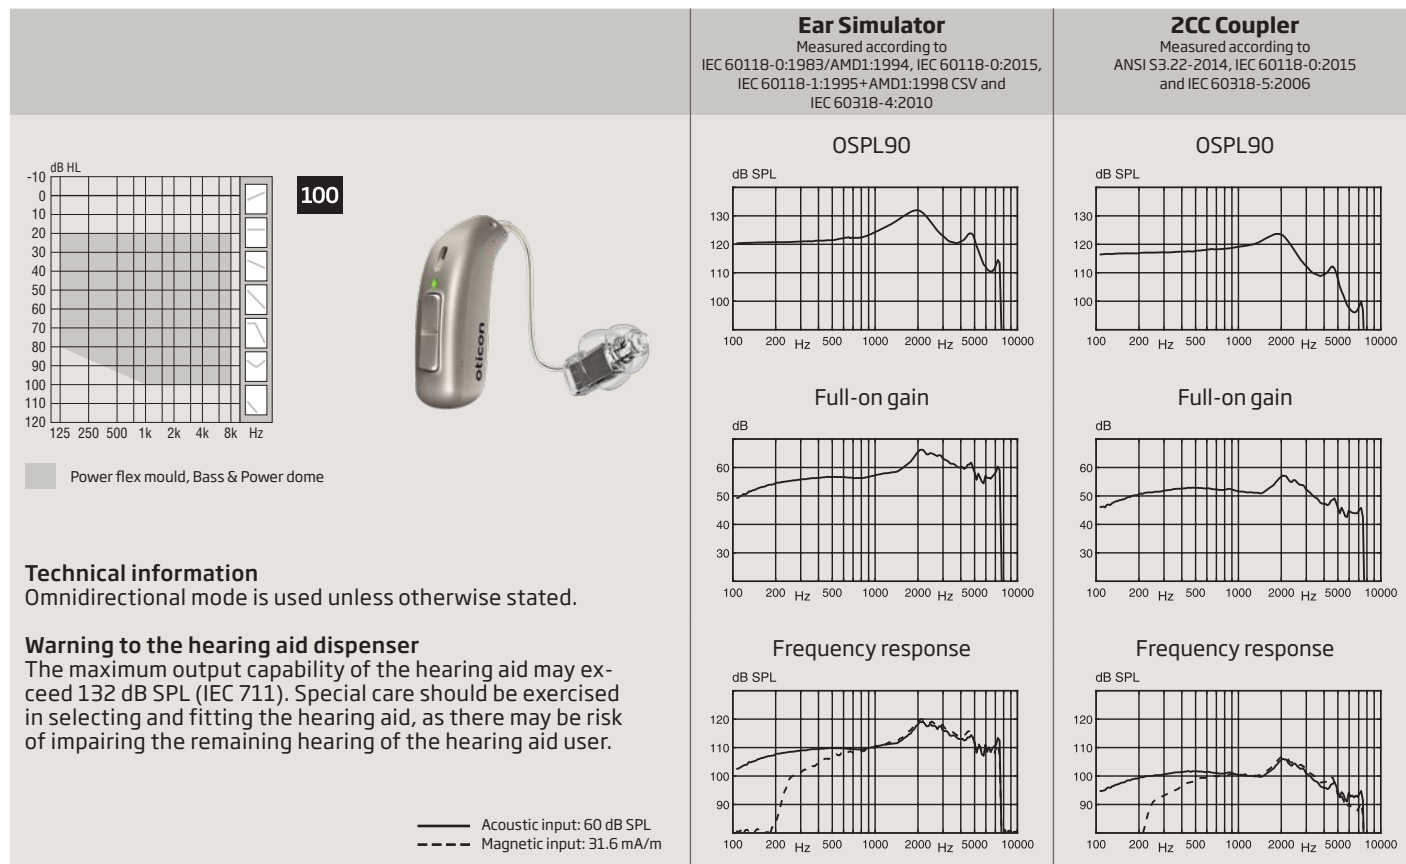 Ear Simulator
Measured according to
IEC 60118-0:1983/AMD1:1994, IEC 60118-0:2015,
IEC 60118-1:1995+AMD1:1998 CSV and
IEC 60318-4:2010
2CC Coupler
Measured according to
ANSI S3.22-2014, IEC 60118-0:2015
and IEC 60318-5:2006
dB HL
-10
0
10
20
30
40
50
60
70
80
90
100
110
120
125 250 500 1k 2k 4k 8k Hz
100
oticon
Power flex mould, Bass & Power dome
Technical information
Omnidirectional mode is used unless otherwise stated.
Warning to the hearing aid dispenser
The maximum output capability of the hearing aid may ex-
ceed 132 dB SPL (IEC 711). Special care should be exercised
in selecting and fitting the hearing aid, as there may be risk
of impairing the remaining hearing of the hearing aid user.
Acoustic input: 60 dB SPL
Magnetic input: 31.6 mA/m
OSPL90
dB SPL
130
120
110
100
100 200 Hz 500 1000 2000 Hz 5000 10000
Full-on gain
dB
60
50
40
30
100 200 Hz 500 1000 2000 Hz 5000 10000
Frequency response
dB SPL
120
110
100
90
100 200 Hz 500 1000 2000 Hz 5000 10000
OSPL90
dB SPL
130
120
110
100
100 200 Hz 500 1000 2000 Hz 5000 10000
Full-on gain
dB
60
50
40
30
100 200 Hz 500 1000 2000 Hz 5000 10000
Frequency response
dB SPL
120
110
100
90
100 200 Hz 500 1000 2000 Hz 5000 10000